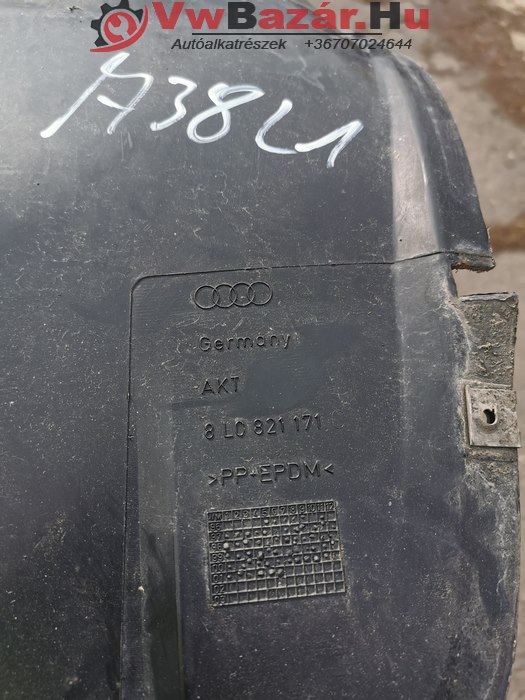 VwBazár.Hu
Autóalkatrészek +36707024644
A38L1
Germany
AKT
8 L0 821 171
>PP+EPDM<